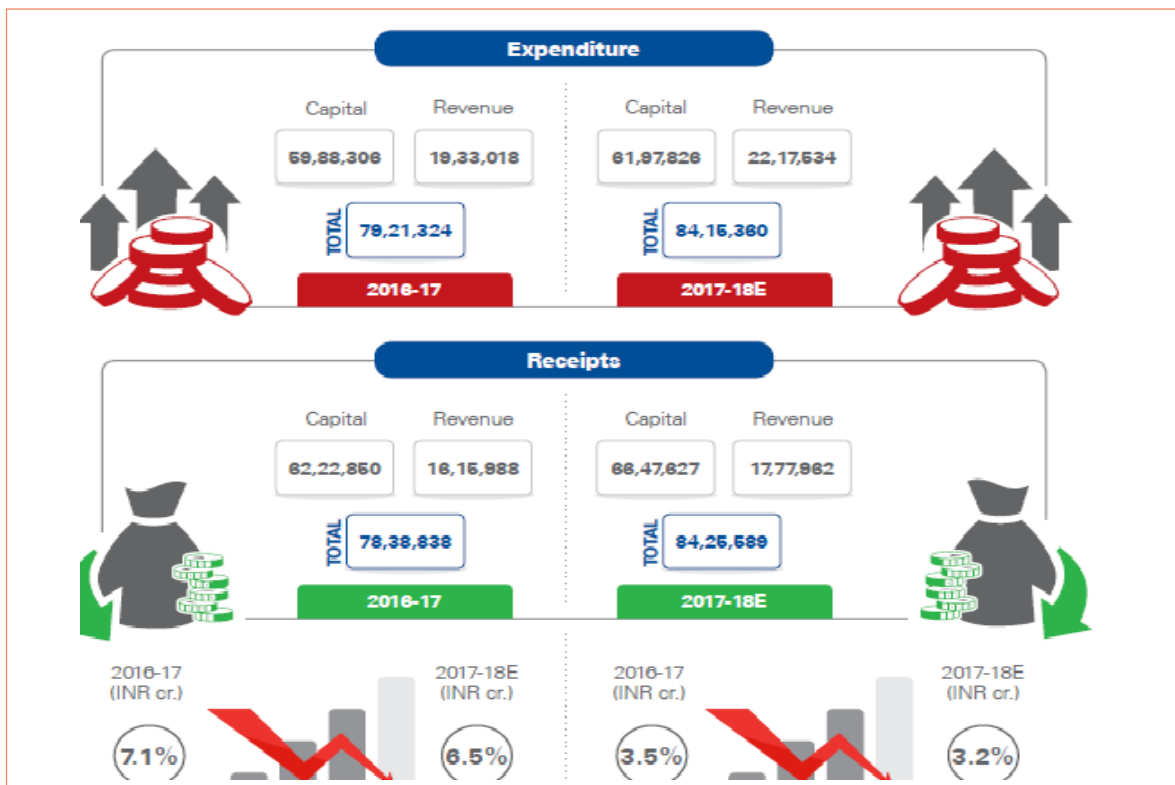 Expenditure
Capital Revenue Capital Revenue
59,88,306 19,33,018 61,97,826 22,17,534
TOTAL 79,21,324 TOTAL 84,15,360
2016-17 2017-18E
Receipts
Capital Revenue Capital Revenue
62,22,850 16,15,988 66,47,627 17,77,962
TOTAL 78,38,838 TOTAL 84,25,589
2016-17 2017-18E
2016-17 2017-18E 2016-17 2017-18E
(INR cr.) (INR cr.) (INR cr.) (INR cr.)
7.1% 6.5% 3.5% 3.2%